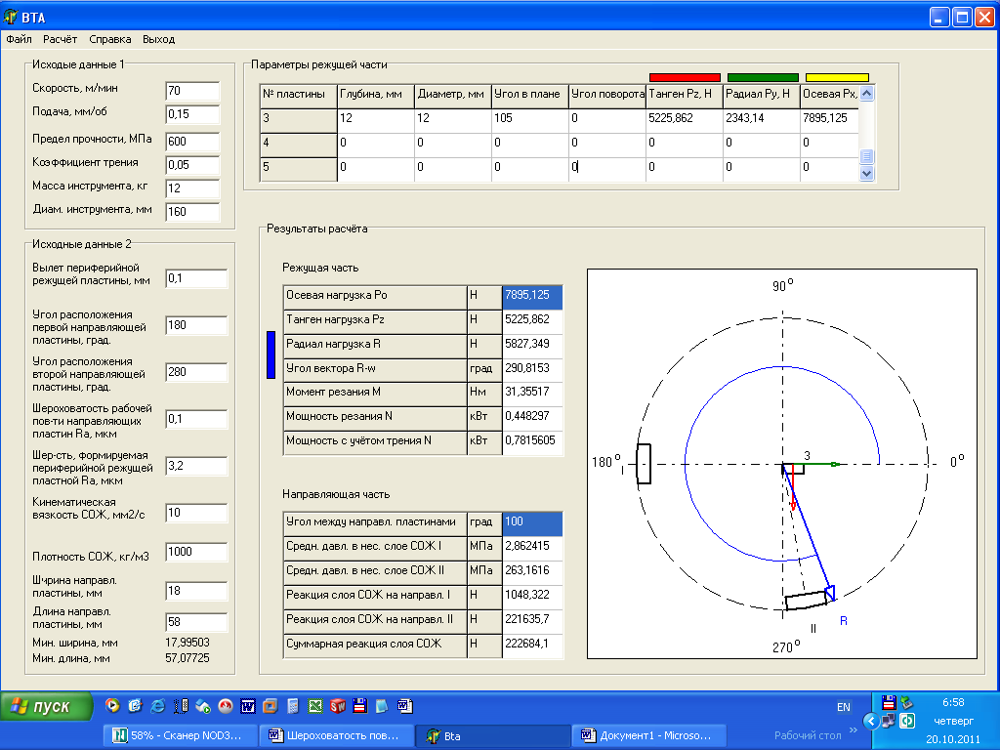 ВТА
Файл Расчёт Справка Выход
Исходые данные 1
Скорость, м/мин 70
Подача, мм/об 0,15
Предел прочности, МПа 600
Коэффициент трения 0,05
Масса инструмента, кг 12
Диам. инструмента, мм 160
Параметры режущей части
№ пластины Глубина, мм Диаметр, мм Угол в плане Угол поворота Танген Pz, Н Радиал Py, Н Осевая Px,
3 12 12 105 0 5225,862 2343,14 7895,125
4 0 0 0 0 0 0 0
5 0 0 0 0 0 0 0
Исходные данные 2
Вылет периферийной
режущей пластины, мм 0,1
Угол расположения
первой направляющей
пластины, град. 180
Угол расположения
второй направляющей
пластины, град. 280
Шероховатость рабочей
пов-ти направляющих
пластин Ra, мкм 0,1
Шер-сть, формируемая
периферийной режущей
пластной Ra, мкм 3,2
Кинематическая
вязкость СОЖ, мм2/с 10
Плотность СОЖ, кг/м3 1000
Шчрина направл.
пластины, мм 18
Длина направл.
пластины, мм 58
Мин. ширина, мм 17,99503
Мин. длина, мм 57,07725
Результаты расчёта
Режущая часть
Осевая нагрузка Po Н 7895,125
Танген нагрузка Pz Н 5225,862
Радиал нагрузка R Н 5827,349
Угол вектора R-w град 290,8153
Момент резания М Нм 31,35517
Мощность резания N кВт 0,448297
Мощность с учётом трения N кВт 0,7815605
Направляющая часть
Угол между направл. пластинами град 100
Средн. давл. в нес. слое СОЖ I МПа 2,862415
Средн. давл. в нес. слое СОЖ II МПа 263,1616
Реакция слоя СОЖ на направл. I Н 1048,322
Реакция слоя СОЖ на направл. II Н 221635,7
Суммарная реакция слоя СОЖ Н 222684,1
90°
180° I 3 0°
II R
270°
пуск EN 6:58
четверг
20.10.2011
58% - Сканер NOD3... Шероховатость пов... Bta Документ1 - Microso... Рабочий стол »